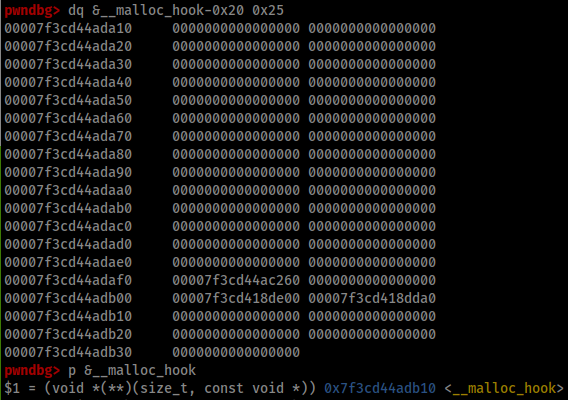 pwndbg> dq &__malloc_hook-0x20 0x25
00007f3cd44ada10 0000000000000000 0000000000000000
00007f3cd44ada20 0000000000000000 0000000000000000
00007f3cd44ada30 0000000000000000 0000000000000000
00007f3cd44ada40 0000000000000000 0000000000000000
00007f3cd44ada50 0000000000000000 0000000000000000
00007f3cd44ada60 0000000000000000 0000000000000000
00007f3cd44ada70 0000000000000000 0000000000000000
00007f3cd44ada80 0000000000000000 0000000000000000
00007f3cd44ada90 0000000000000000 0000000000000000
00007f3cd44adaa0 0000000000000000 0000000000000000
00007f3cd44adab0 0000000000000000 0000000000000000
00007f3cd44adac0 0000000000000000 0000000000000000
00007f3cd44adad0 0000000000000000 0000000000000000
00007f3cd44adae0 0000000000000000 0000000000000000
00007f3cd44adaf0 00007f3cd44ac260 0000000000000000
00007f3cd44adb00 00007f3cd418de00 00007f3cd418dda0
00007f3cd44adb10 0000000000000000 0000000000000000
00007f3cd44adb20 0000000000000000 0000000000000000
00007f3cd44adb30 0000000000000000
pwndbg> p &__malloc_hook
$1 = (void *(**)(size_t, const void *)) 0x7f3cd44adb10 <__malloc_hook>